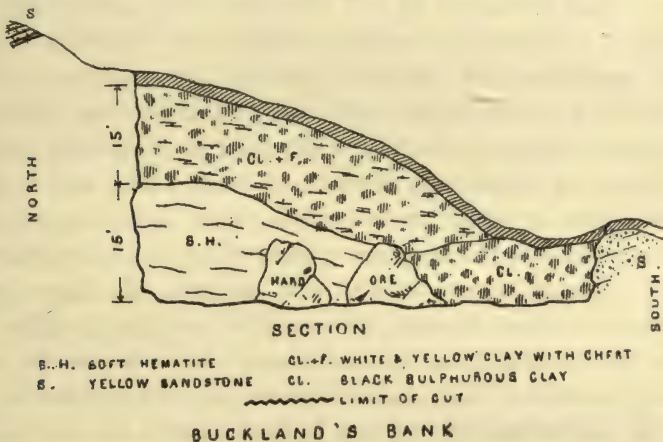 S
15'
CL. + F.
NORTH
15'
S. H.
HARD ORE
CL.
S
SOUTH
SECTION
S.H. SOFT HEMATITE CL.+F. WHITE & YELLOW CLAY WITH CHERT
S. YELLOW SANDSTONE CL. BLACK SULPHUROUS CLAY
LIMIT OF CUT
BUCKLAND'S BANK